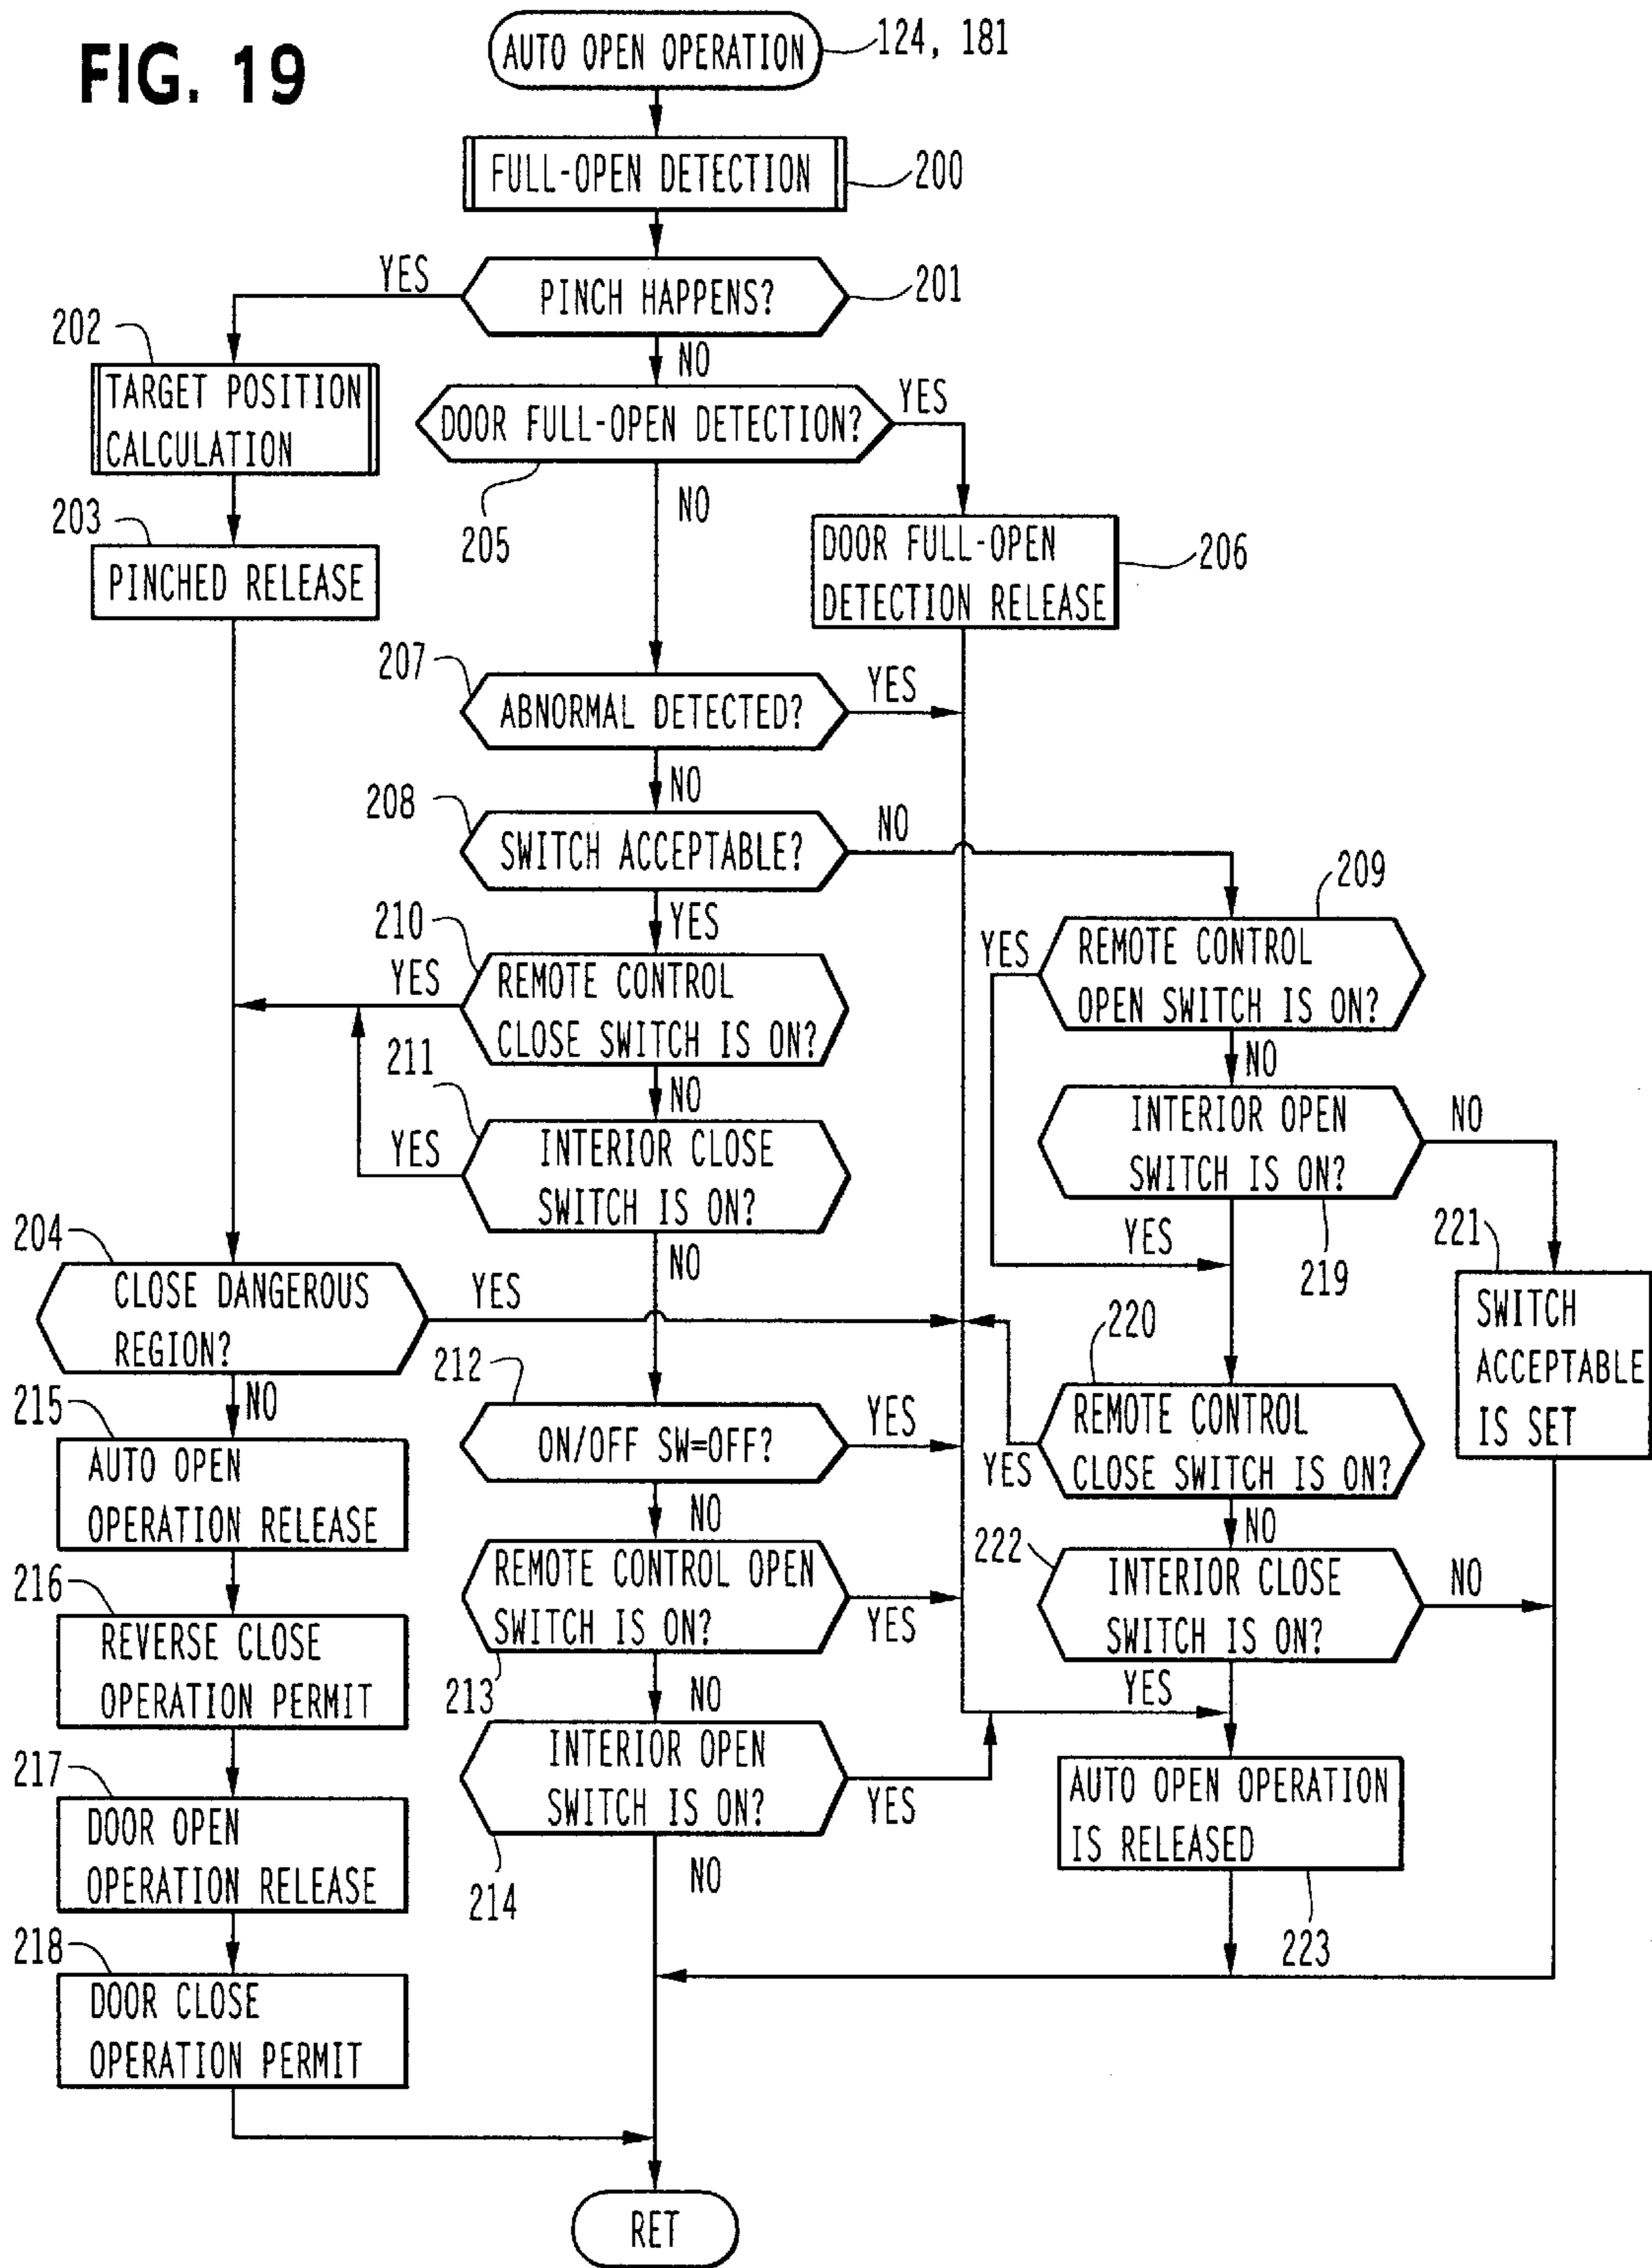 FIG. 19
AUTO OPEN OPERATION
124, 181
FULL-OPEN DETECTION
200
YES
PINCH HAPPENS?
201
NO
202
TARGET POSITION
CALCULATION
203
PINCHED RELEASE
DOOR FULL-OPEN DETECTION?
YES
205
NO
DOOR FULL-OPEN
DETECTION RELEASE
206
207
ABNORMAL DETECTED?
YES
NO
208
SWITCH ACCEPTABLE?
NO
YES
209
REMOTE CONTROL
OPEN SWITCH IS ON?
YES
NO
210
REMOTE CONTROL
CLOSE SWITCH IS ON?
YES
NO
211
INTERIOR CLOSE
SWITCH IS ON?
YES
NO
INTERIOR OPEN
SWITCH IS ON?
NO
YES
219
221
SWITCH
ACCEPTABLE
IS SET
204
CLOSE DANGEROUS
REGION?
YES
NO
212
ON/OFF SW=OFF?
YES
NO
220
REMOTE CONTROL
CLOSE SWITCH IS ON?
YES
NO
215
AUTO OPEN
OPERATION RELEASE
REMOTE CONTROL OPEN
SWITCH IS ON?
YES
213
NO
222
INTERIOR CLOSE
SWITCH IS ON?
NO
YES
216
REVERSE CLOSE
OPERATION PERMIT
INTERIOR OPEN
SWITCH IS ON?
YES
214
NO
AUTO OPEN OPERATION
IS RELEASED
223
217
DOOR OPEN
OPERATION RELEASE
218
DOOR CLOSE
OPERATION PERMIT
RET